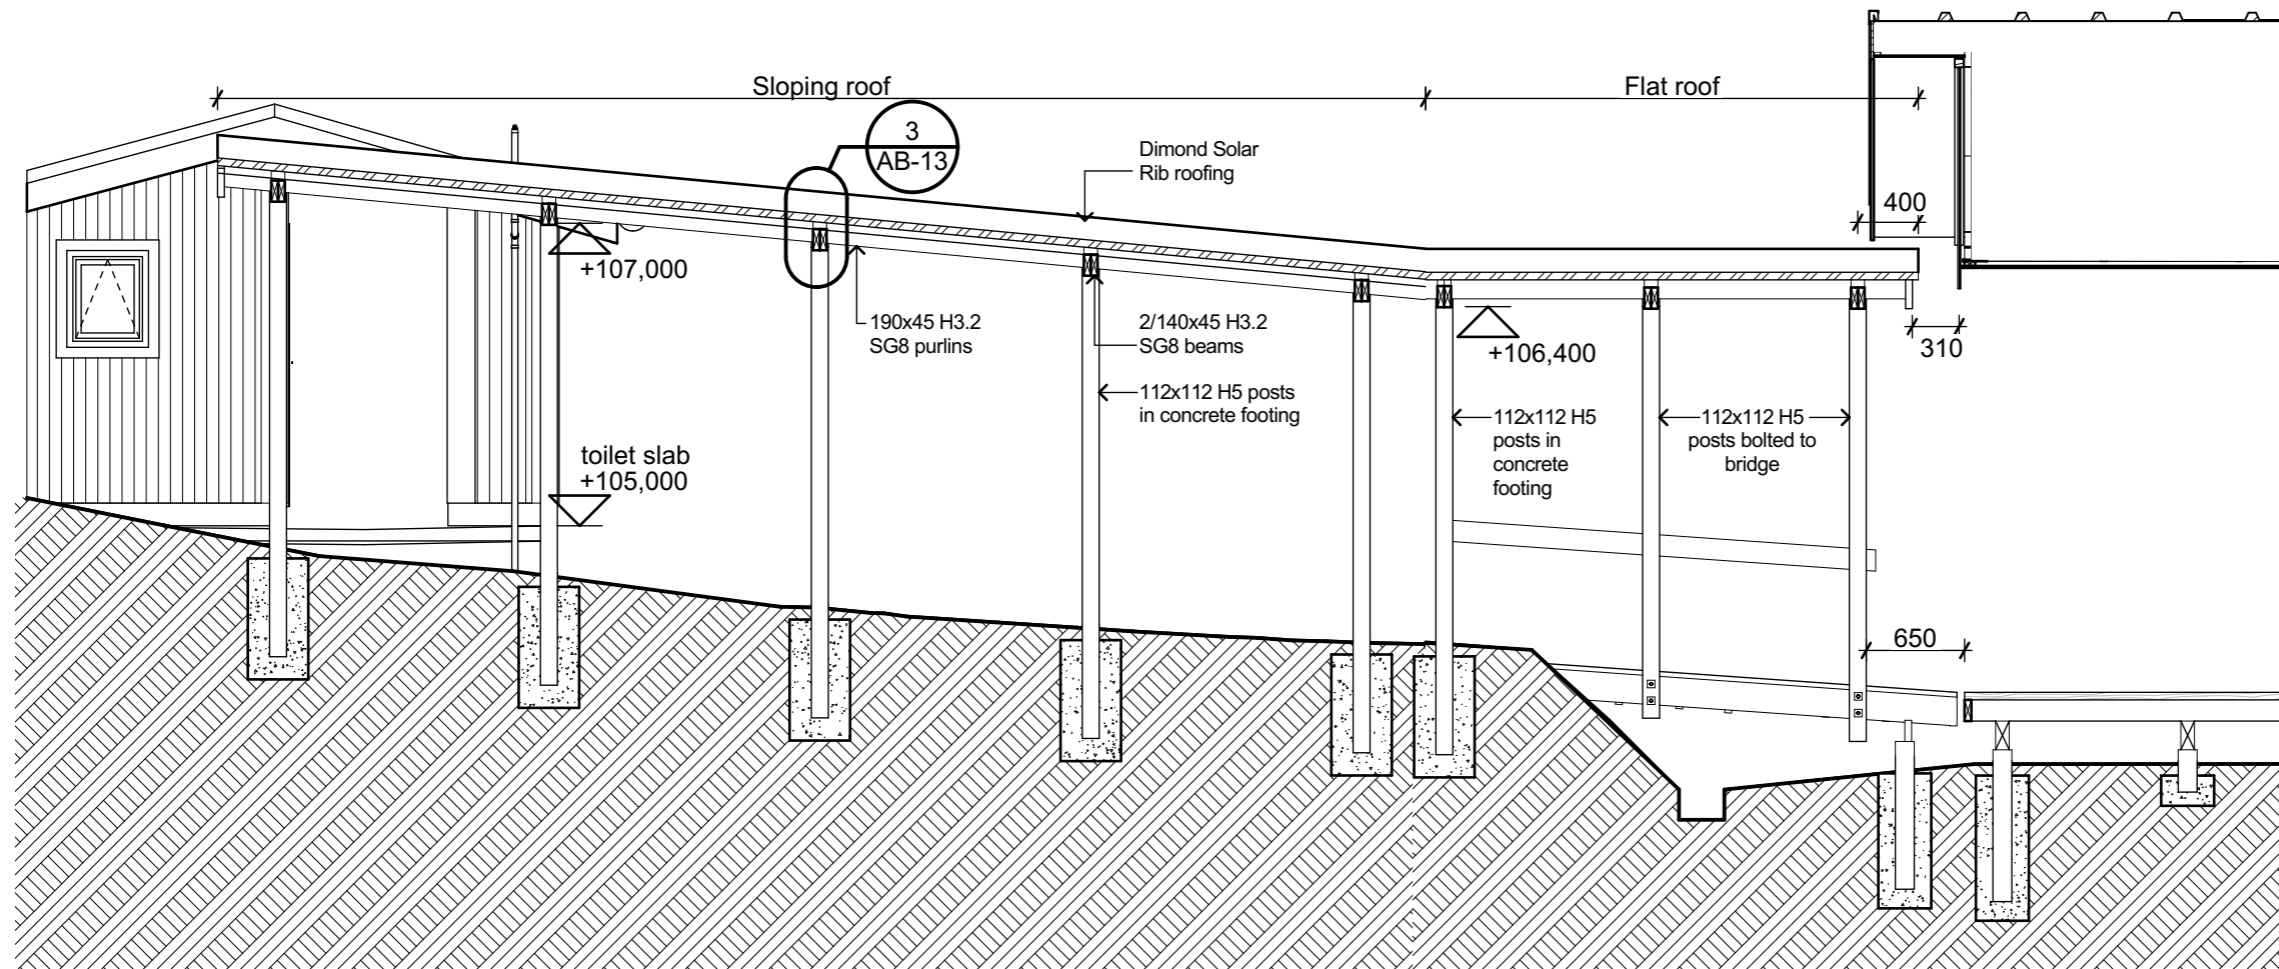 Sloping roof
Flat roof
3
AB-13
Dimond Solar
Rib roofing
400
+107,000
190x45 H3.2
SG8 purlins
2/140x45 H3.2
SG8 beams
+106,400
310
112x112 H5 posts
in concrete footing
112x112 H5
posts in
concrete
footing
112x112 H5
posts bolted to
bridge
toilet slab
+105,000
650